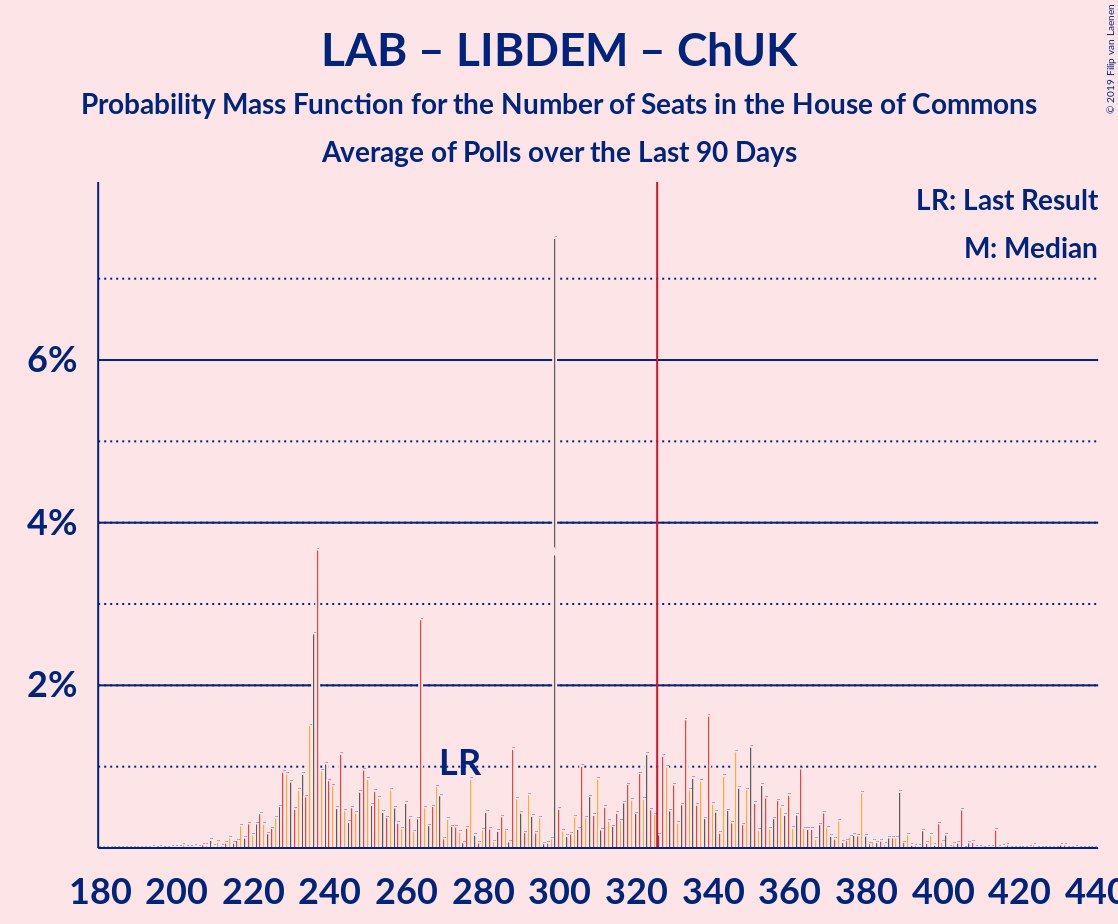 LAB – LIBDEM – ChUK
Probability Mass Function for the Number of Seats in the House of Commons
Average of Polls over the Last 90 Days
© 2019 Filip van Laenen
LR: Last Result
M: Median
6%
4%
2%
LR
180 200 220 240 260 280 300 320 340 360 380 400 420 440